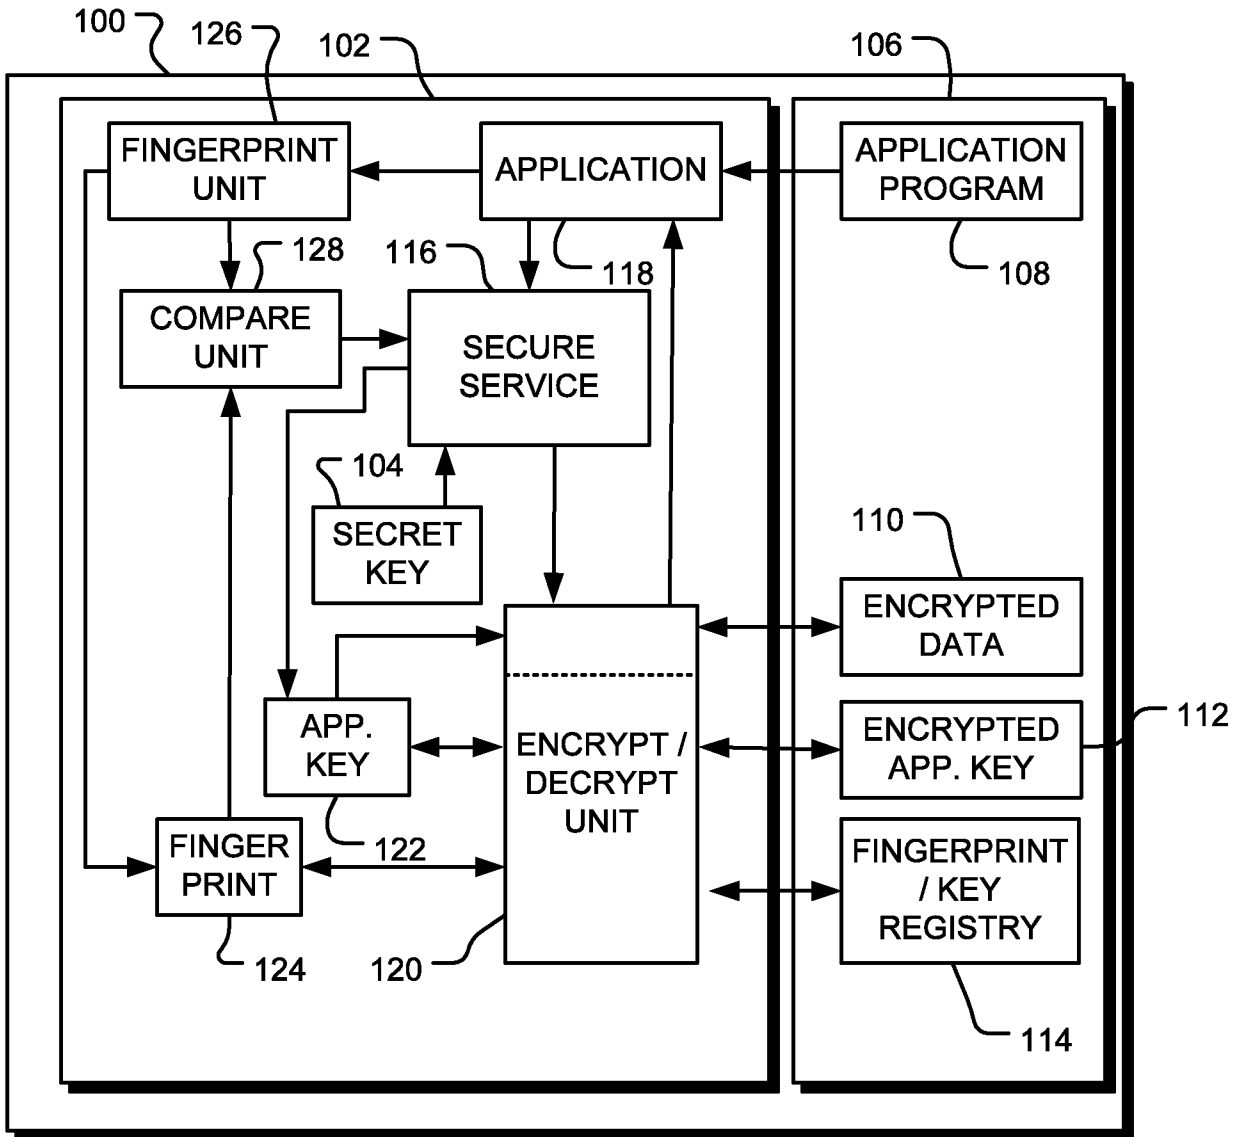 100
126
102
106
FINGERPRINT
UNIT
APPLICATION
APPLICATION
PROGRAM
128
116
118
108
COMPARE
UNIT
SECURE
SERVICE
104
SECRET
KEY
110
ENCRYPTED
DATA
112
APP.
KEY
ENCRYPT /
DECRYPT
UNIT
ENCRYPTED
APP. KEY
122
FINGER
PRINT
FINGERPRINT
/ KEY
REGISTRY
124
120
114